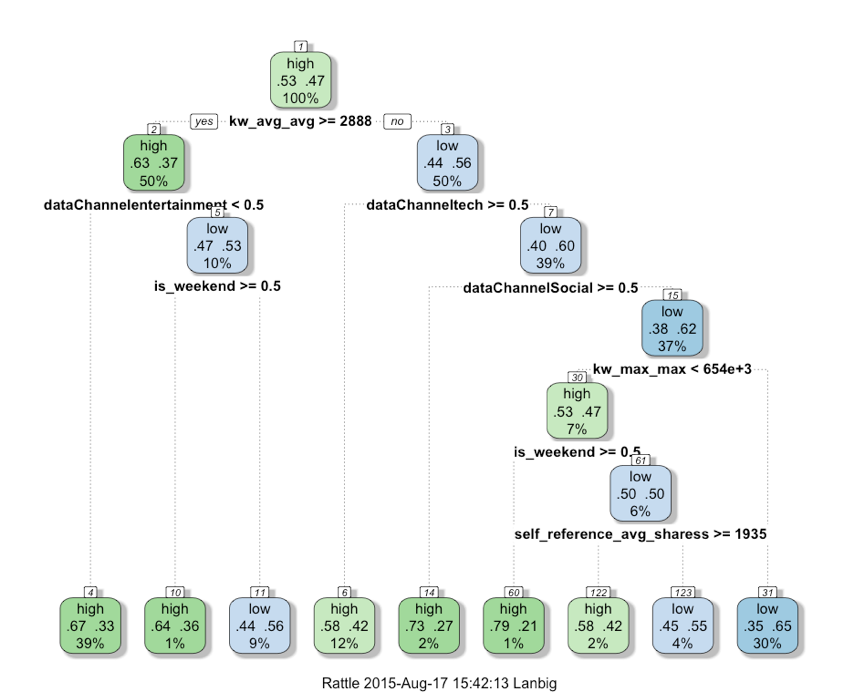 1
high
.53 .47
100%
yes kw_avg_avg >= 2888 no
2
high
.63 .37
50%
3
low
.44 .56
50%
dataChannelentertainment < 0.5
dataChanneltech >= 0.5
5
low
.47 .53
10%
7
low
.40 .60
39%
is_weekend >= 0.5
dataChannelSocial >= 0.5
15
low
.38 .62
37%
kw_max_max < 654e+3
30
high
.53 .47
7%
is_weekend >= 0.5
61
low
.50 .50
6%
self_reference_avg_sharess >= 1935
4
high
.67 .33
39%
10
high
.64 .36
1%
11
low
.44 .56
9%
6
high
.58 .42
12%
14
high
.73 .27
2%
60
high
.79 .21
1%
122
high
.58 .42
2%
123
low
.45 .55
4%
31
low
.35 .65
30%
Rattle 2015-Aug-17 15:42:13 Lanbig